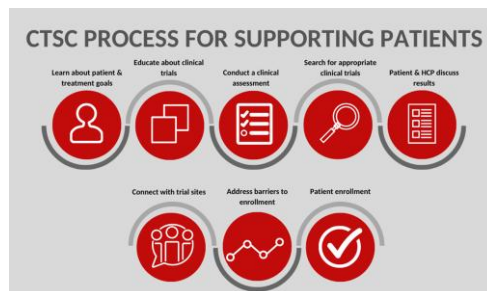 CTSC PROCESS FOR SUPPORTING PATIENTS
Learn about patient &
treatment goals
Educate about clinical
trials
Conduct a clinical
assessment
Search for appropriate
clinical trials
Patient & HCP discuss
results
Connect with trial sites
Address barriers to
enrollment
Patient enrollment